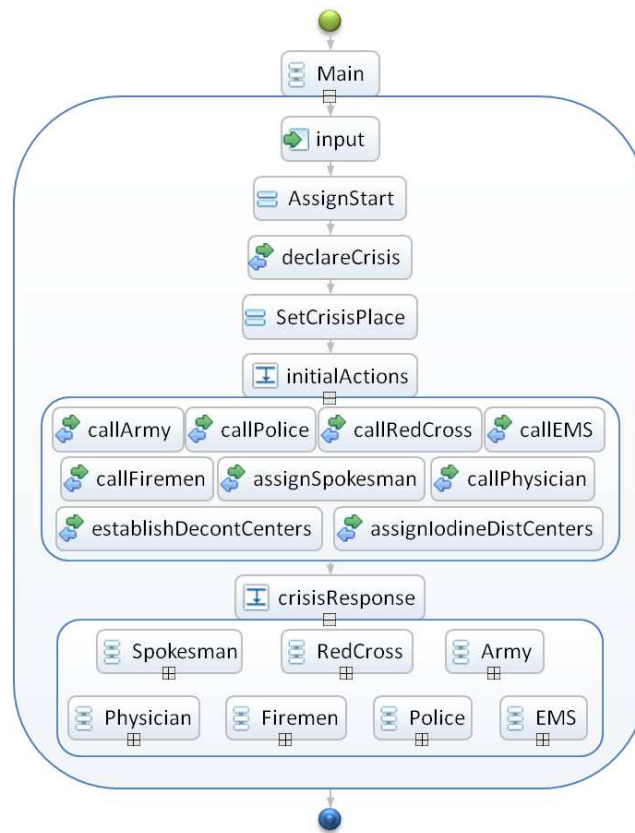 Main
input
AssignStart
declareCrisis
SetCrisisPlace
initialActions
callArmy callPolice callRedCross callEMS
callFiremen assignSpokesman callPhysician
establishDecontCenters assignIodineDistCenters
crisisResponse
Spokesman RedCross Army
Physician Firemen Police EMS